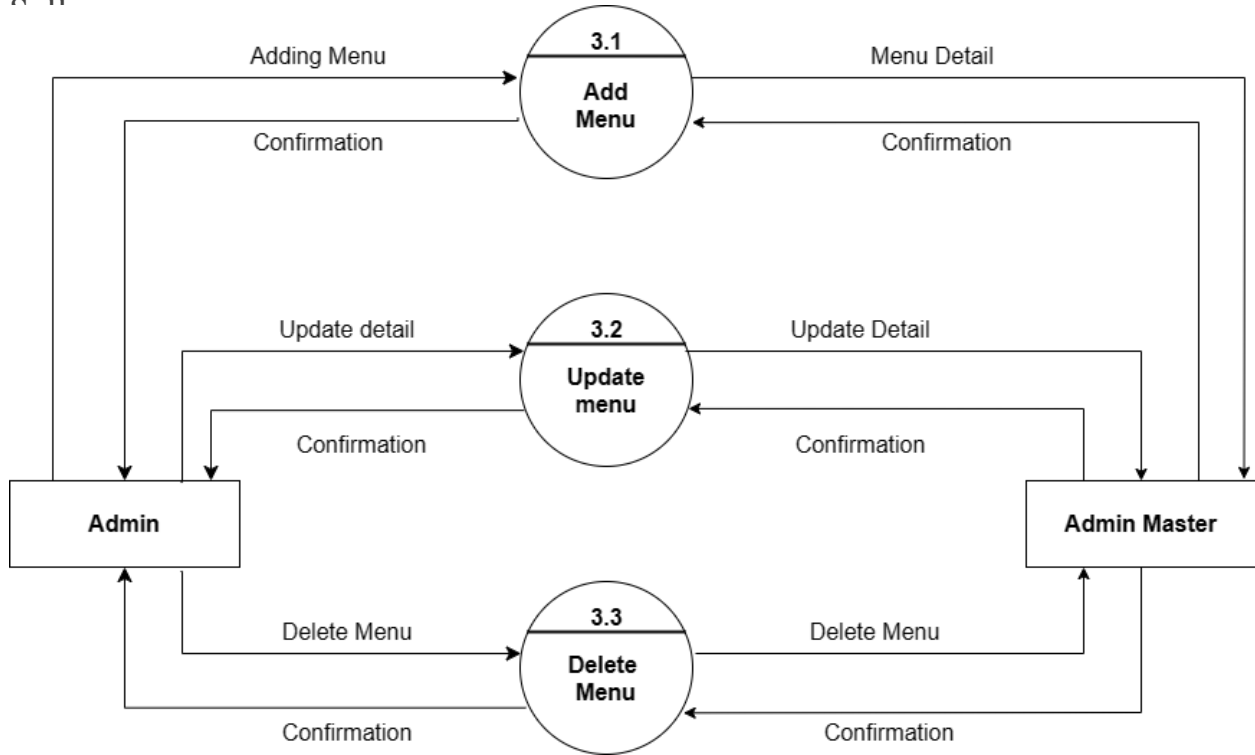 3.1
Adding Menu
Menu Detail
Add
Menu
Confirmation
Confirmation
3.2
Update detail
Update Detail
Update
menu
Confirmation
Confirmation
Admin
Admin Master
3.3
Delete Menu
Delete Menu
Delete
Menu
Confirmation
Confirmation